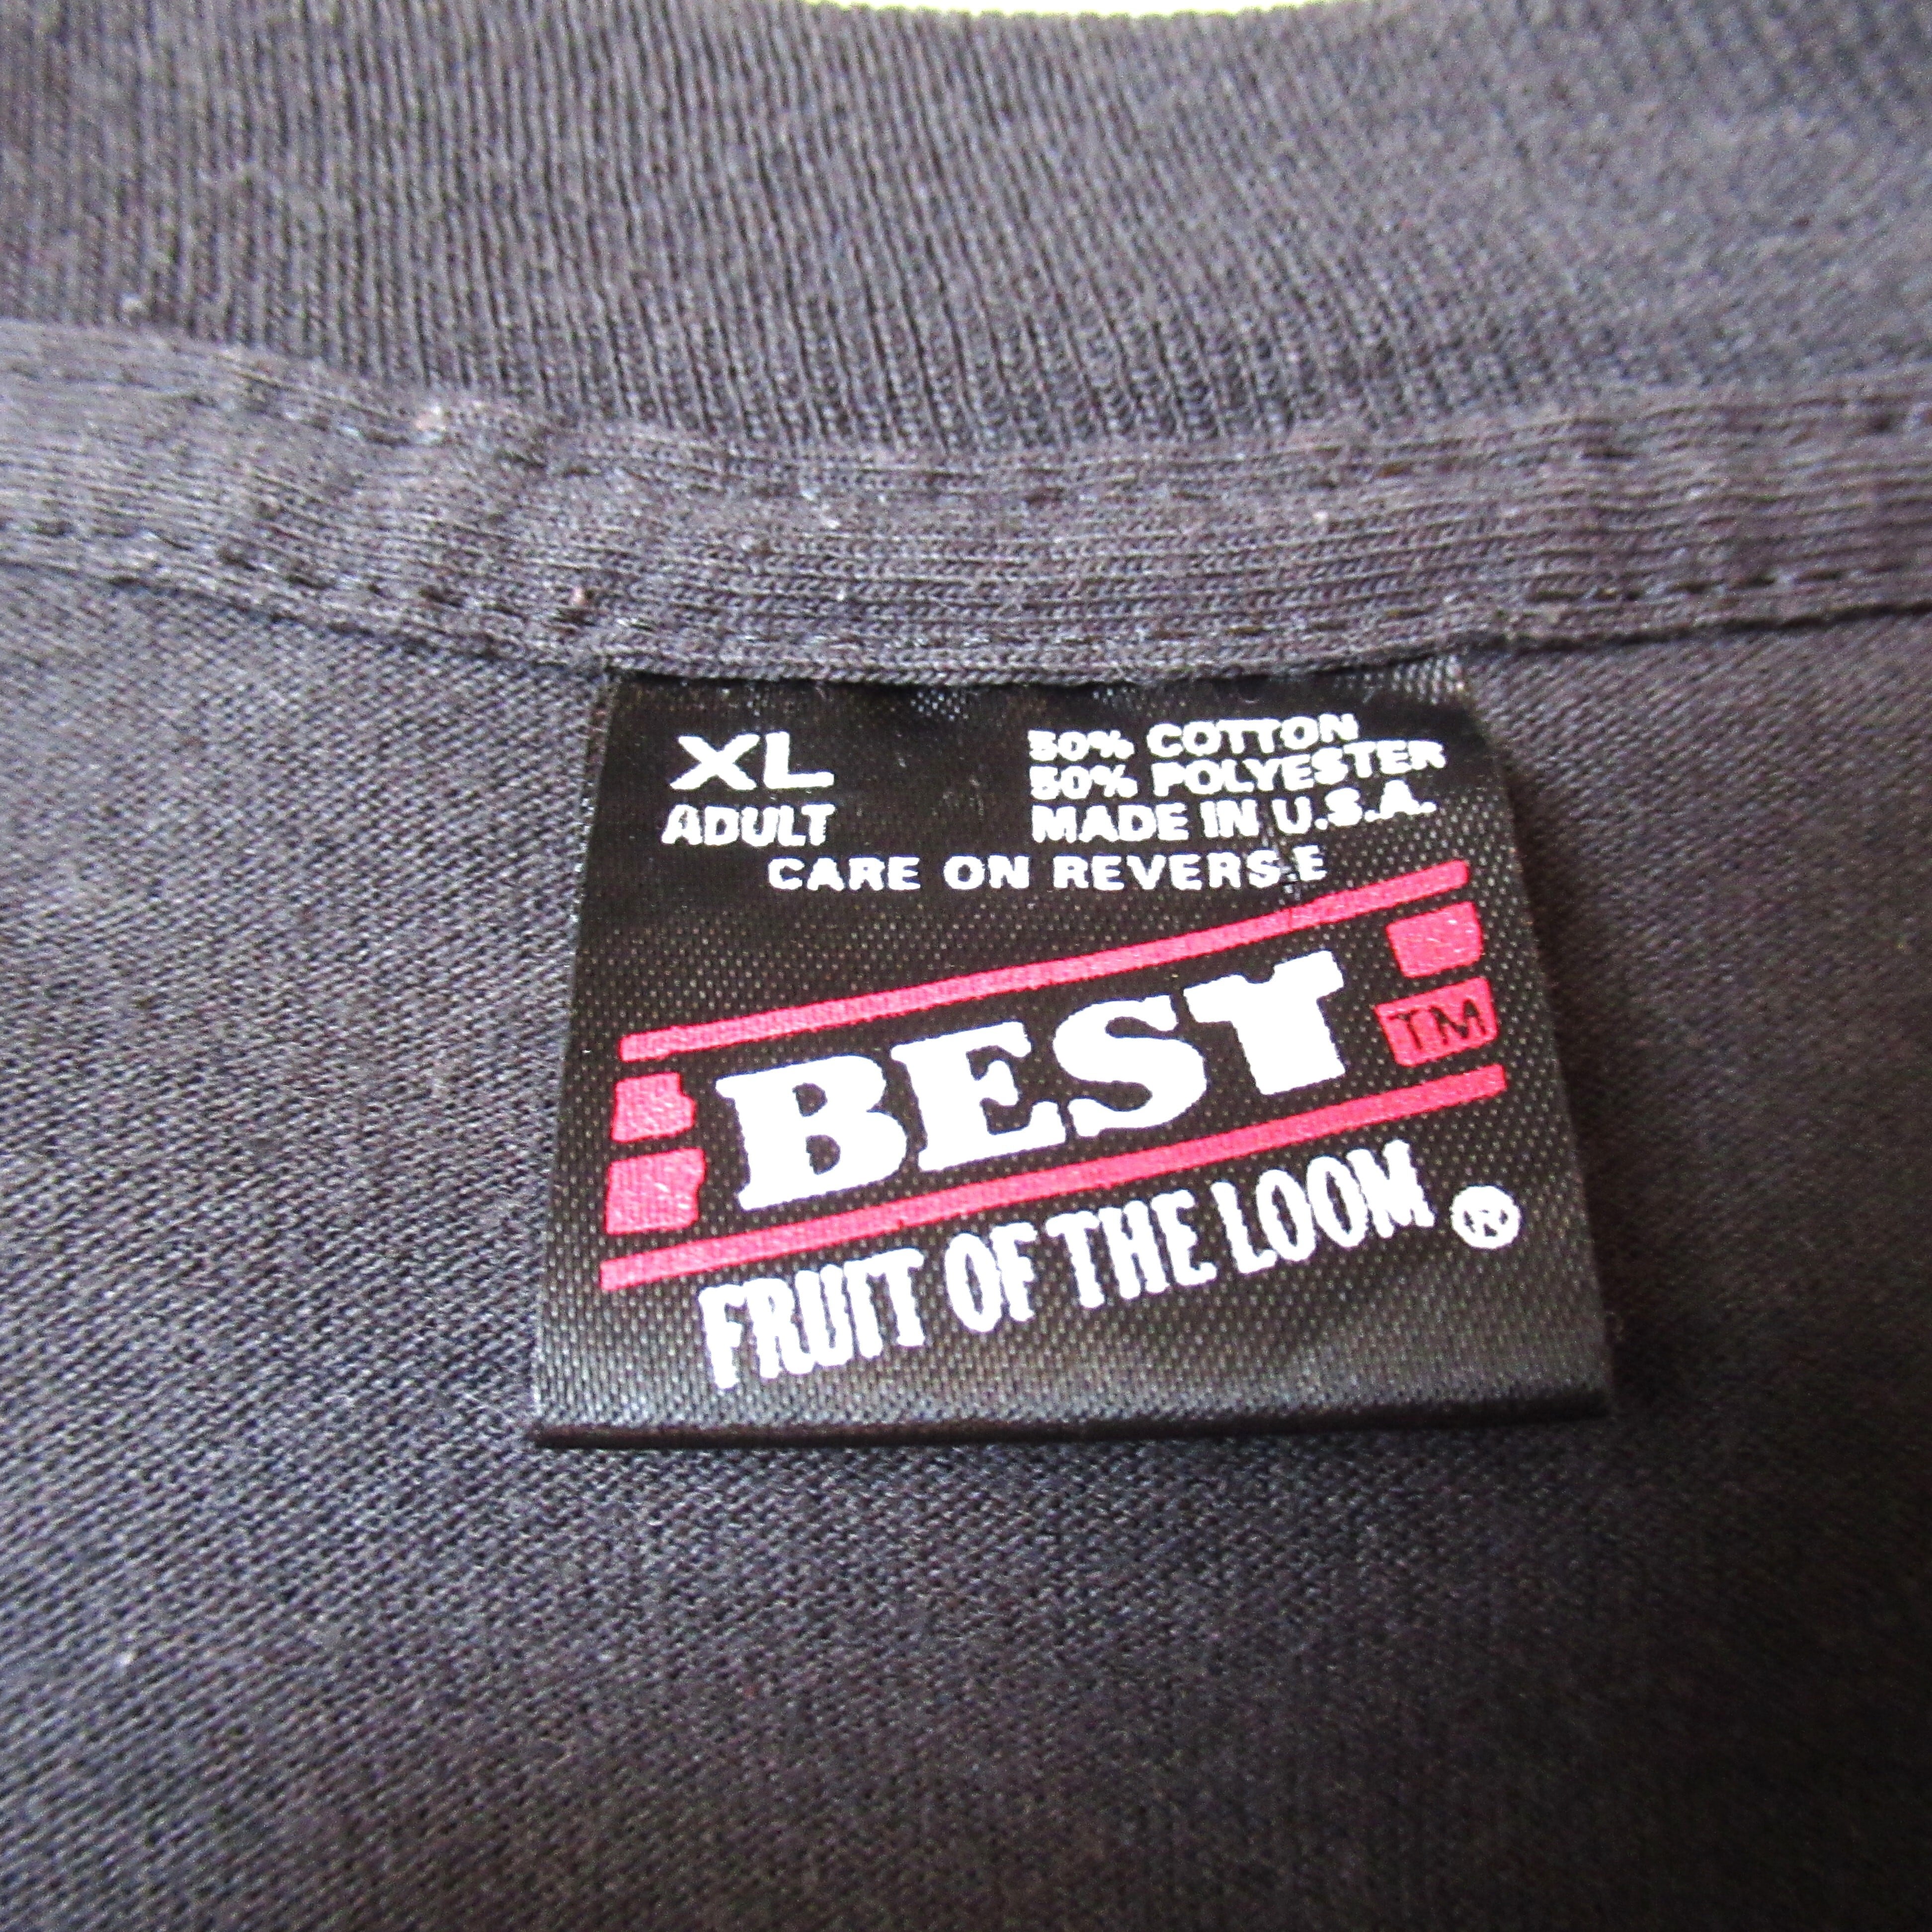 XL
ADULT
50% COTTON
50% POLYESTER
MADE IN U.S.A.
CARE ON REVERSE
BEST TM
FRUIT OF THE LOOM ®